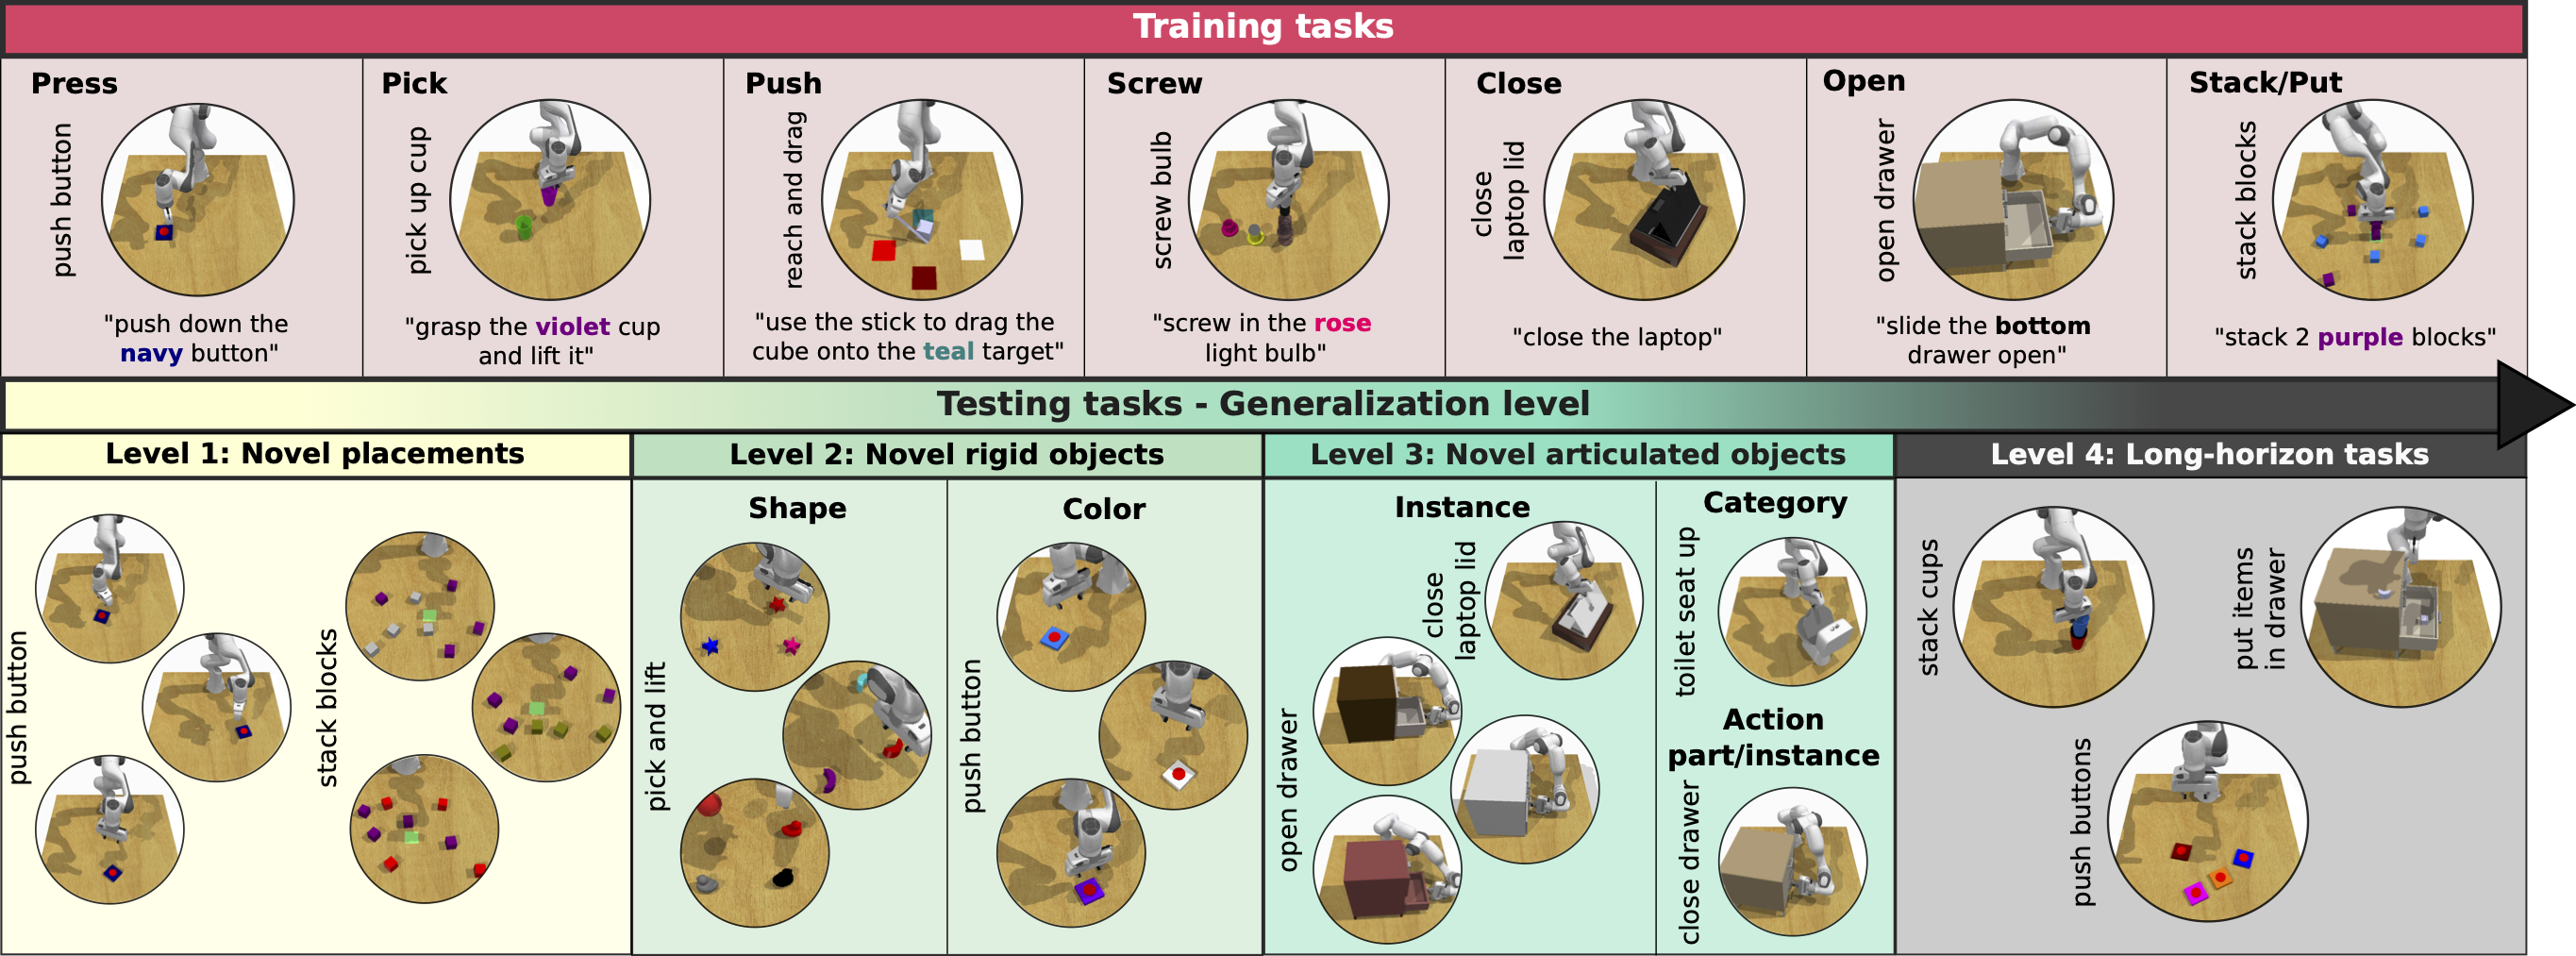 Training tasks
Press
push button
"push down the
navy button"
Pick
pick up cup
"grasp the violet cup
and lift it"
Push
reach and drag
"use the stick to drag the
cube onto the teal target"
Screw
screw bulb
"screw in the rose
light bulb"
Close
close
laptop lid
"close the laptop"
Open
open drawer
"slide the bottom
drawer open"
Stack/Put
stack blocks
"stack 2 purple blocks"
Testing tasks - Generalization level
Level 1: Novel placements
push button
stack blocks
Level 2: Novel rigid objects
Shape
pick and lift
Color
push button
Level 3: Novel articulated objects
Instance
close
laptop lid
open drawer
Category
toilet seat up
Action
part/instance
close drawer
Level 4: Long-horizon tasks
stack cups
put items
in drawer
push buttons